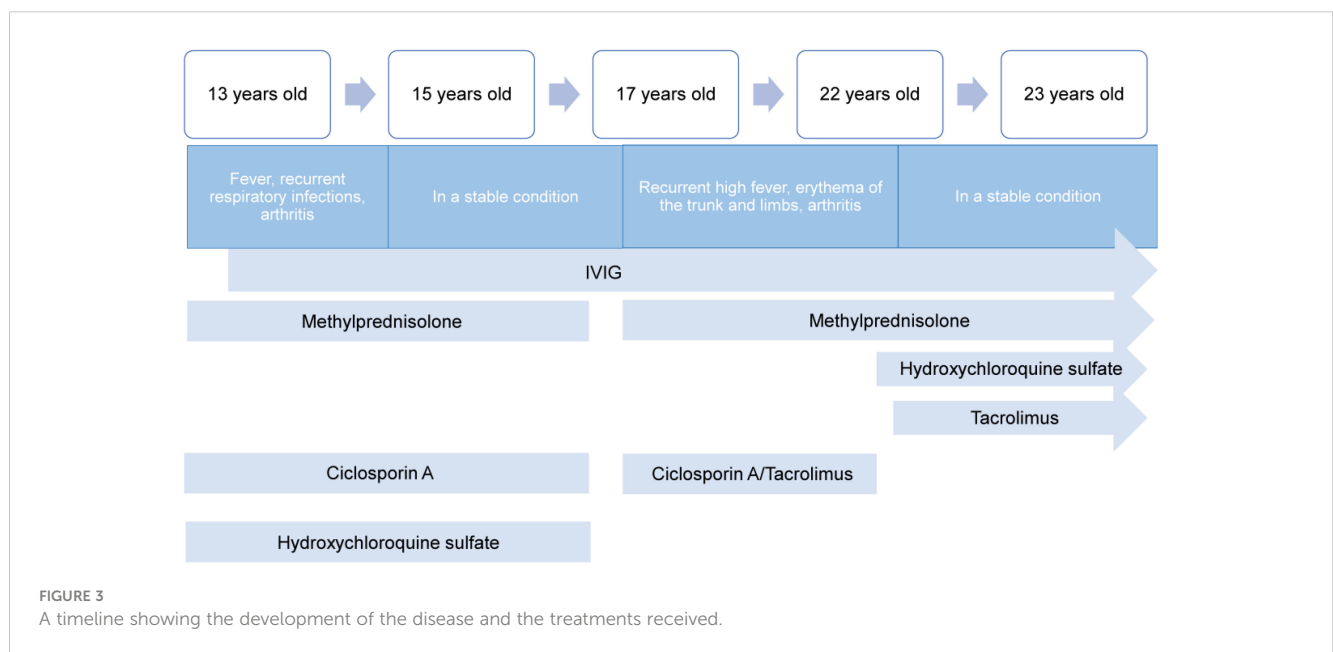 13 years old
15 years old
17 years old
22 years old
23 years old
Fever, recurrent
respiratory infections,
arthritis
In a stable condition
Recurrent high fever, erythema of
the trunk and limbs, arthritis
In a stable condition
IVIG
Methylprednisolone
Methylprednisolone
Hydroxychloroquine sulfate
Tacrolimus
Ciclosporin A
Ciclosporin A/Tacrolimus
Hydroxychloroquine sulfate
FIGURE 3
A timeline showing the development of the disease and the treatments received.